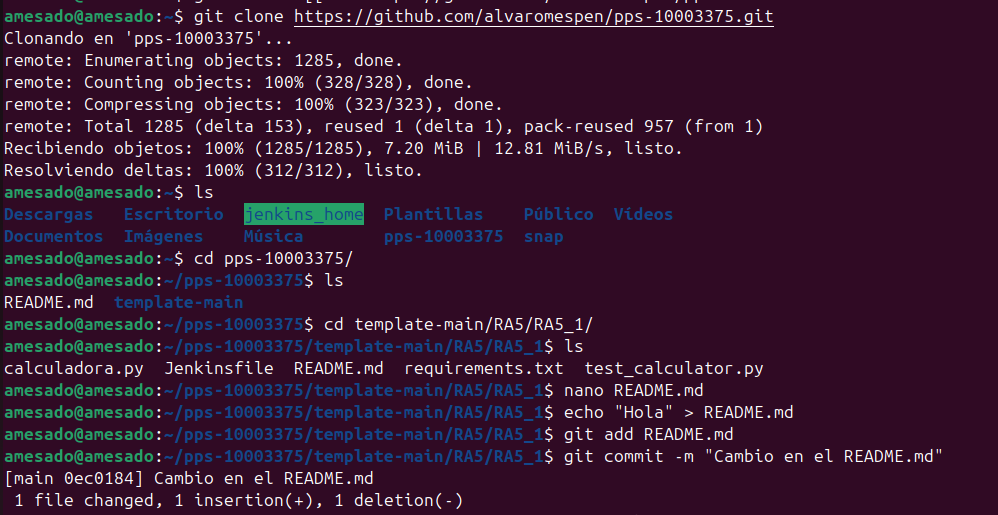 amesado@amesado:~$ git clone https://github.com/alvaromespen/pps-10003375.git
Clonando en 'pps-10003375'...
remote: Enumerating objects: 1285, done.
remote: Counting objects: 100% (328/328), done.
remote: Compressing objects: 100% (323/323), done.
remote: Total 1285 (delta 153), reused 1 (delta 1), pack-reused 957 (from 1)
Recibiendo objetos: 100% (1285/1285), 7.20 MiB | 12.81 MiB/s, listo.
Resolviendo deltas: 100% (312/312), listo.
amesado@amesado:~$ ls
Descargas   Escritorio  jenkins_home  Plantillas    Público  Vídeos
Documentos  Imágenes    Música        pps-10003375  snap
amesado@amesado:~$ cd pps-10003375/
amesado@amesado:~/pps-10003375$ ls
README.md  template-main
amesado@amesado:~/pps-10003375$ cd template-main/RA5/RA5_1/
amesado@amesado:~/pps-10003375/template-main/RA5/RA5_1$ ls
calculadora.py  Jenkinsfile  README.md  requirements.txt  test_calculator.py
amesado@amesado:~/pps-10003375/template-main/RA5/RA5_1$ nano README.md
amesado@amesado:~/pps-10003375/template-main/RA5/RA5_1$ echo "Hola" > README.md
amesado@amesado:~/pps-10003375/template-main/RA5/RA5_1$ git add README.md
amesado@amesado:~/pps-10003375/template-main/RA5/RA5_1$ git commit -m "Cambio en el README.md"
[main 0ec0184] Cambio en el README.md
 1 file changed, 1 insertion(+), 1 deletion(-)